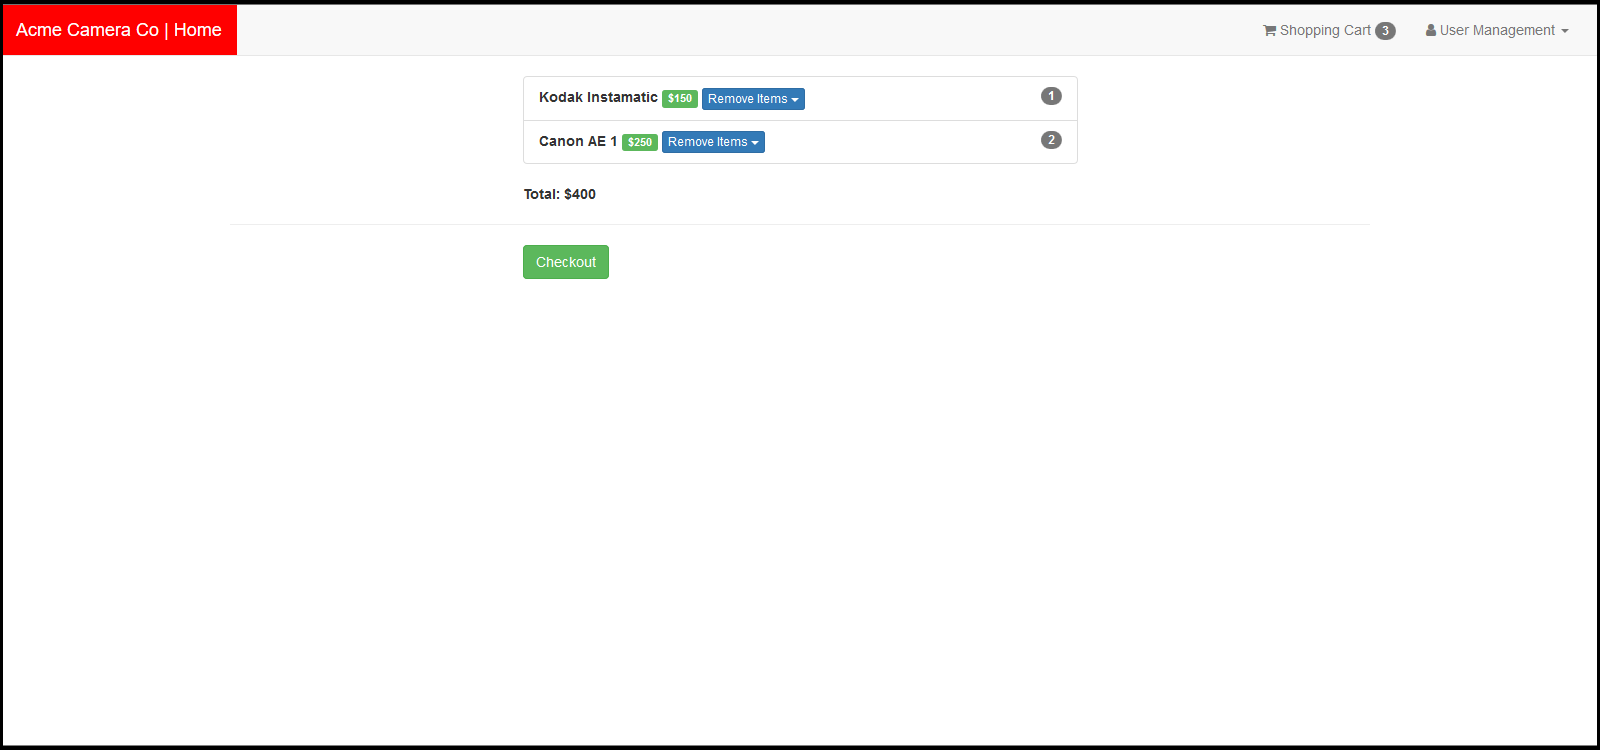 Acme Camera Co | Home
Shopping Cart 3
User Management
Kodak Instamatic $150 Remove Items 1
Canon AE 1 $250 Remove Items 2
Total: $400
Checkout